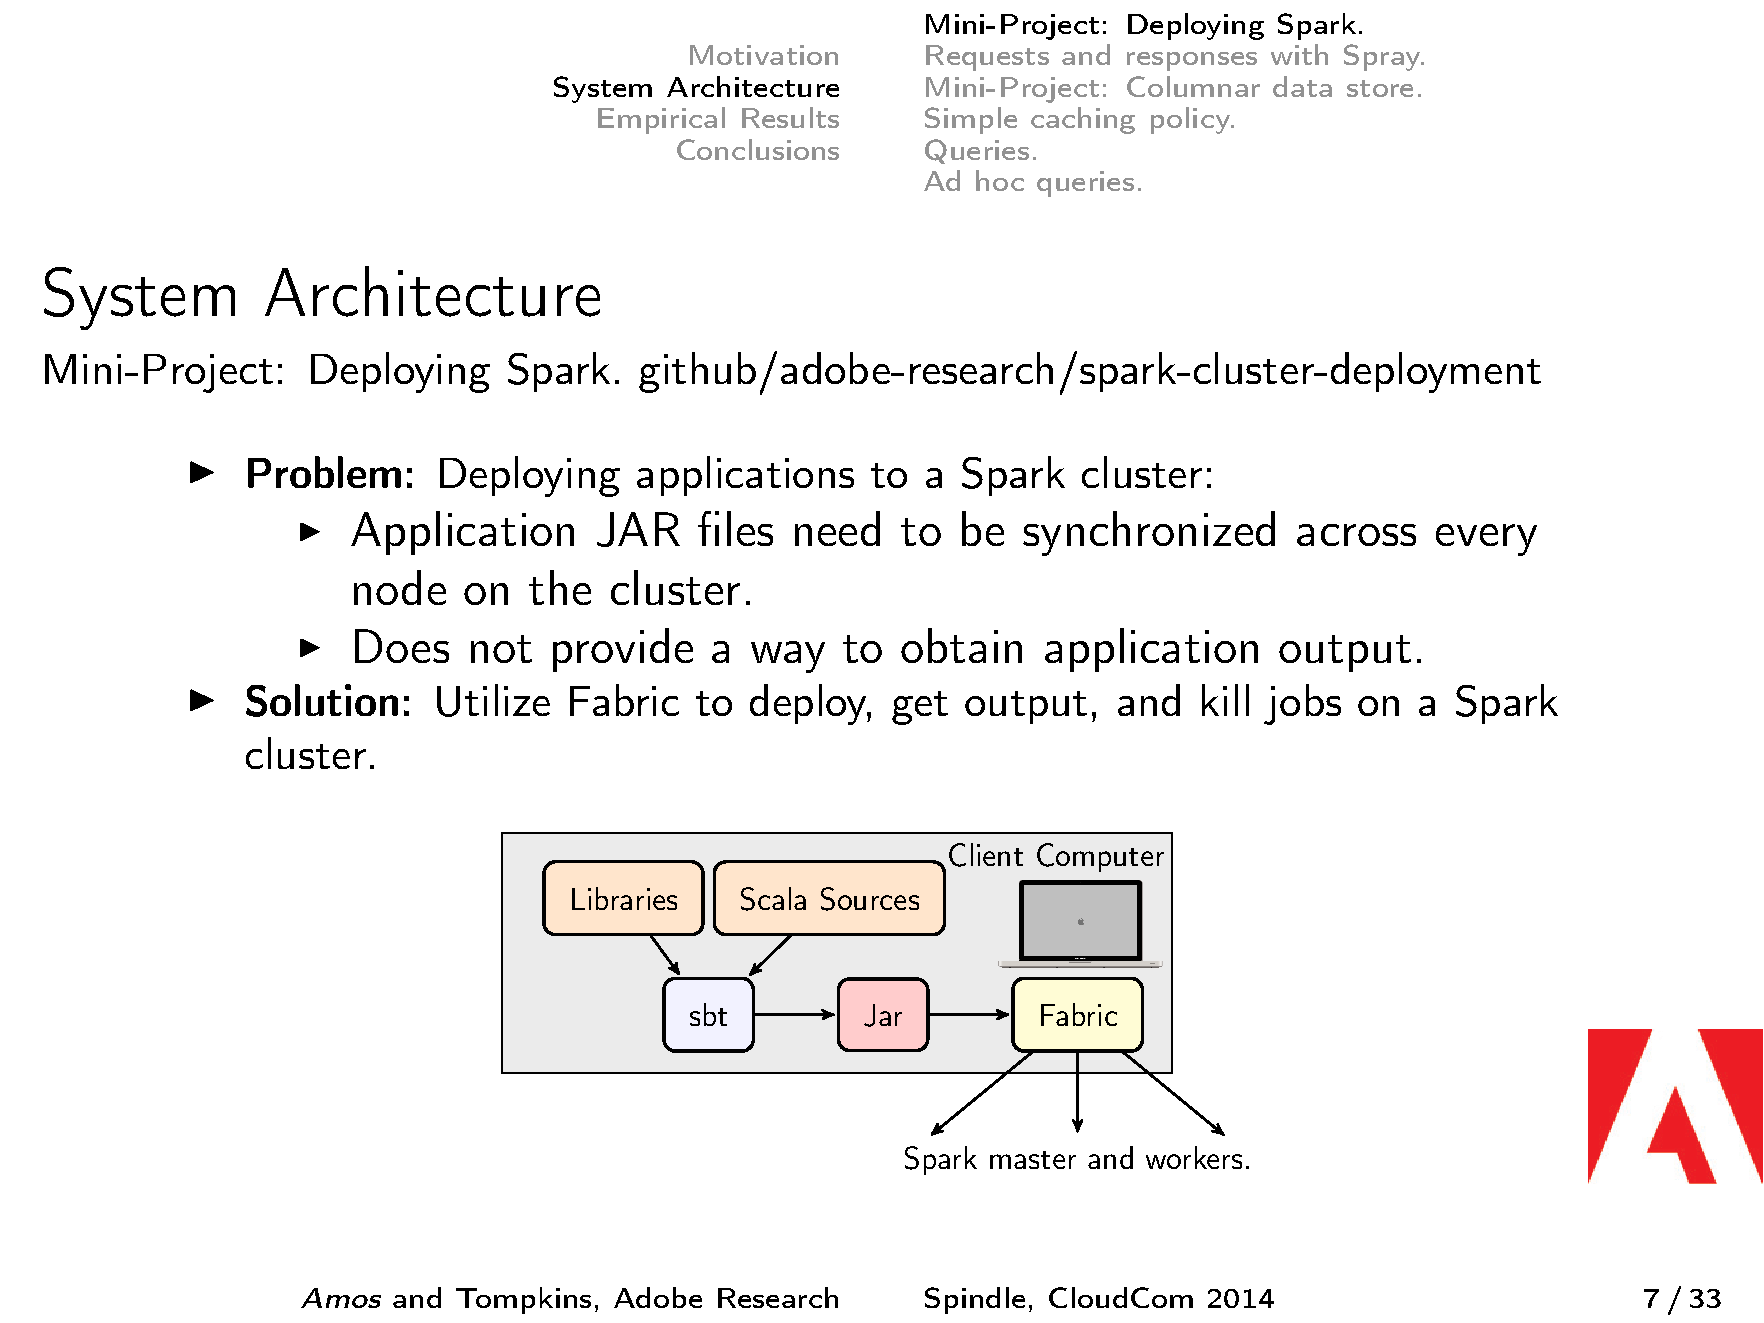 Motivation
System Architecture
Empirical Results
Conclusions
Mini-Project: Deploying Spark.
Requests and responses with Spray.
Mini-Project: Columnar data store.
Simple caching policy.
Queries.
Ad hoc queries.
System Architecture
Mini-Project: Deploying Spark. github/adobe-research/spark-cluster-deployment
▶ Problem: Deploying applications to a Spark cluster:
▶ Application JAR files need to be synchronized across every
node on the cluster.
▶ Does not provide a way to obtain application output.
▶ Solution: Utilize Fabric to deploy, get output, and kill jobs on a Spark
cluster.
Client Computer
Libraries
Scala Sources
sbt
Jar
Fabric
Spark master and workers.
Amos and Tompkins, Adobe Research
Spindle, CloudCom 2014
7 / 33